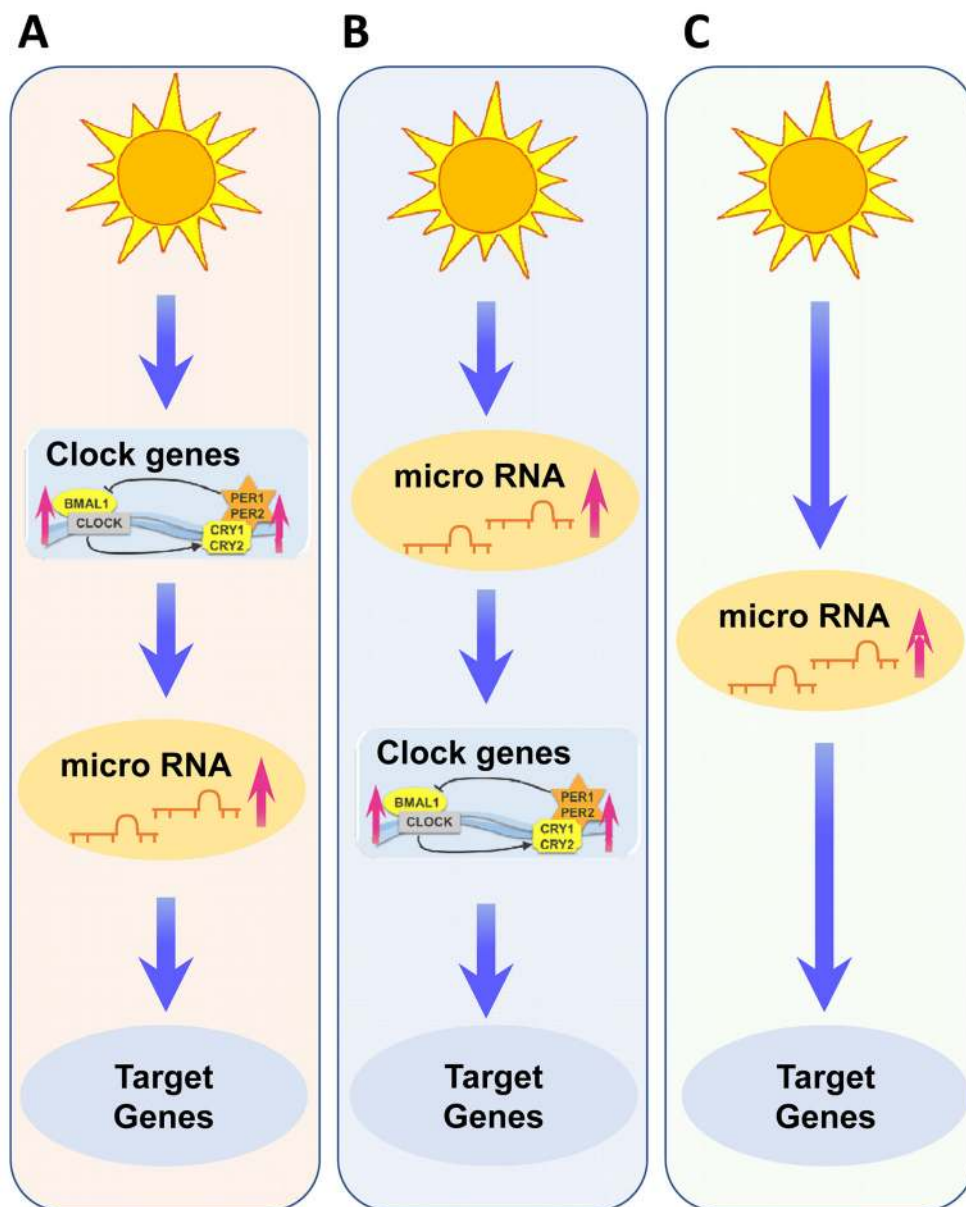 A
B
C
Clock genes
BMAL1
CLOCK
PER1
PER2
CRY1
CRY2
micro RNA
Target
Genes
micro RNA
Clock genes
BMAL1
CLOCK
PER1
PER2
CRY1
CRY2
Target
Genes
micro RNA
Target
Genes